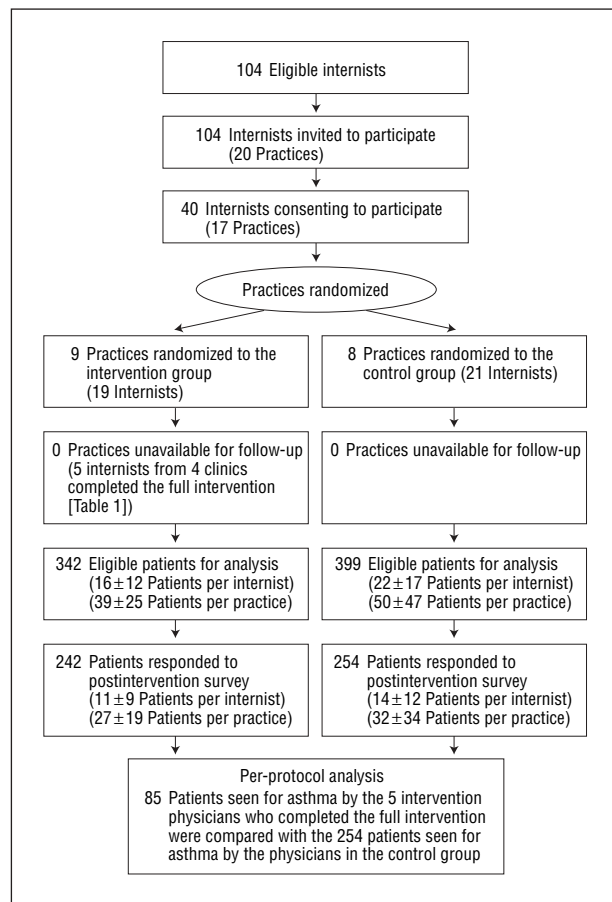 104 Eligible internists
104 Internists invited to participate
(20 Practices)
40 Internists consenting to participate
(17 Practices)
Practices randomized
9 Practices randomized to the
intervention group
(19 Internists)
8 Practices randomized to the
control group (21 Internists)
0 Practices unavailable for follow-up
(5 internists from 4 clinics
completed the full intervention
[Table 1])
0 Practices unavailable for follow-up
342 Eligible patients for analysis
(16±12 Patients per internist)
(39±25 Patients per practice)
399 Eligible patients for analysis
(22±17 Patients per internist)
(50±47 Patients per practice)
242 Patients responded to
postintervention survey
(11±9 Patients per internist)
(27±19 Patients per practice)
254 Patients responded to
postintervention survey
(14±12 Patients per internist)
(32±34 Patients per practice)
Per-protocol analysis
85 Patients seen for asthma by the 5 intervention
physicians who completed the full intervention
were compared with the 254 patients seen for
asthma by the physicians in the control group